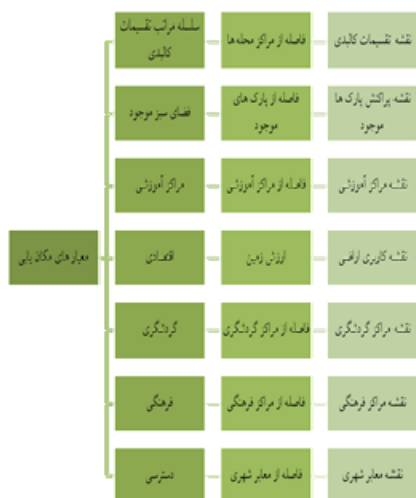 سلسله مراتب تقسیمات
کالبدی
فاصله از مراکز محله ها
نقشه تقسیمات کالبدی
فضای سبز موجود
فاصله از پارک های
موجود
نقشه پراکنش پارک ها
موجود
مراکز آموزشی
فاصله از مراکز آموزشی
نقشه مراکز آموزشی
معیارهای مکان یابی
اقتصادی
ارزش زمین
نقشه کاربری اراضی
گردشگری
فاصله از مراکز گردشگری
نقشه مراکز گردشگری
فرهنگی
فاصله از مراکز فرهنگی
نقشه مراکز فرهنگی
دسترسی
فاصله از معابر شهری
نقشه معابر شهری